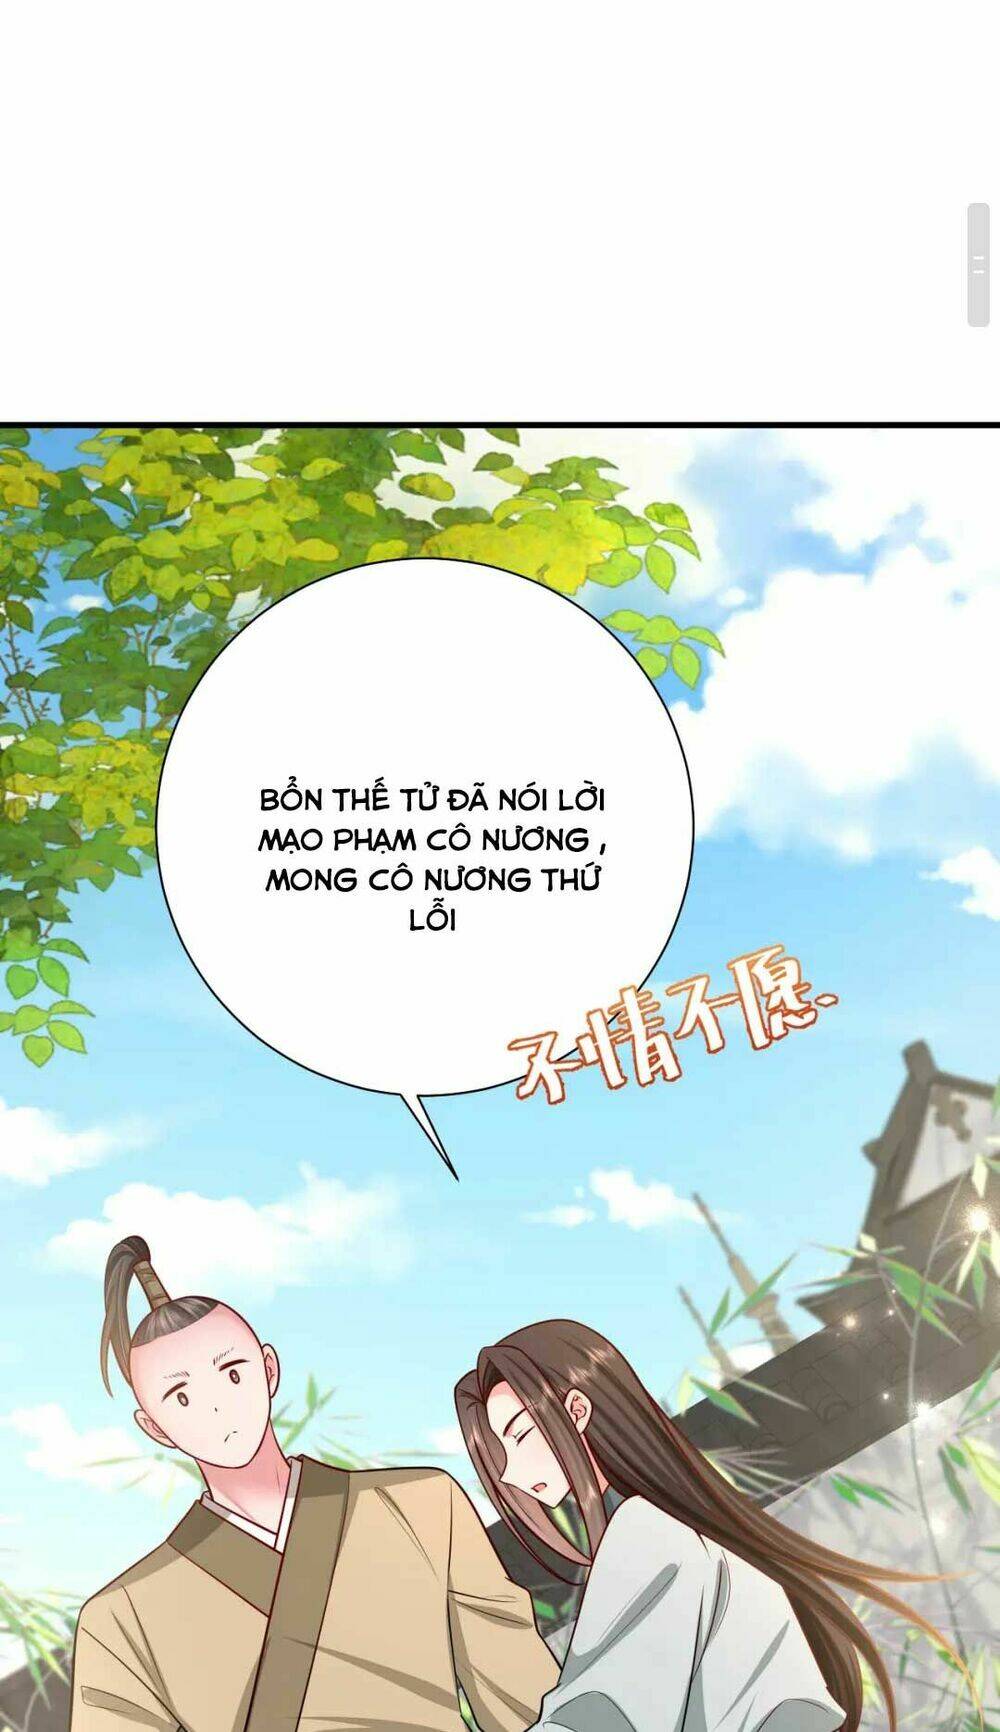 BỔN THẾ TỬ ĐÃ NÓI LỜI
MẠO PHẠM CÔ NƯƠNG ,
MONG CÔ NƯƠNG THỨ
LỖI
不情不愿